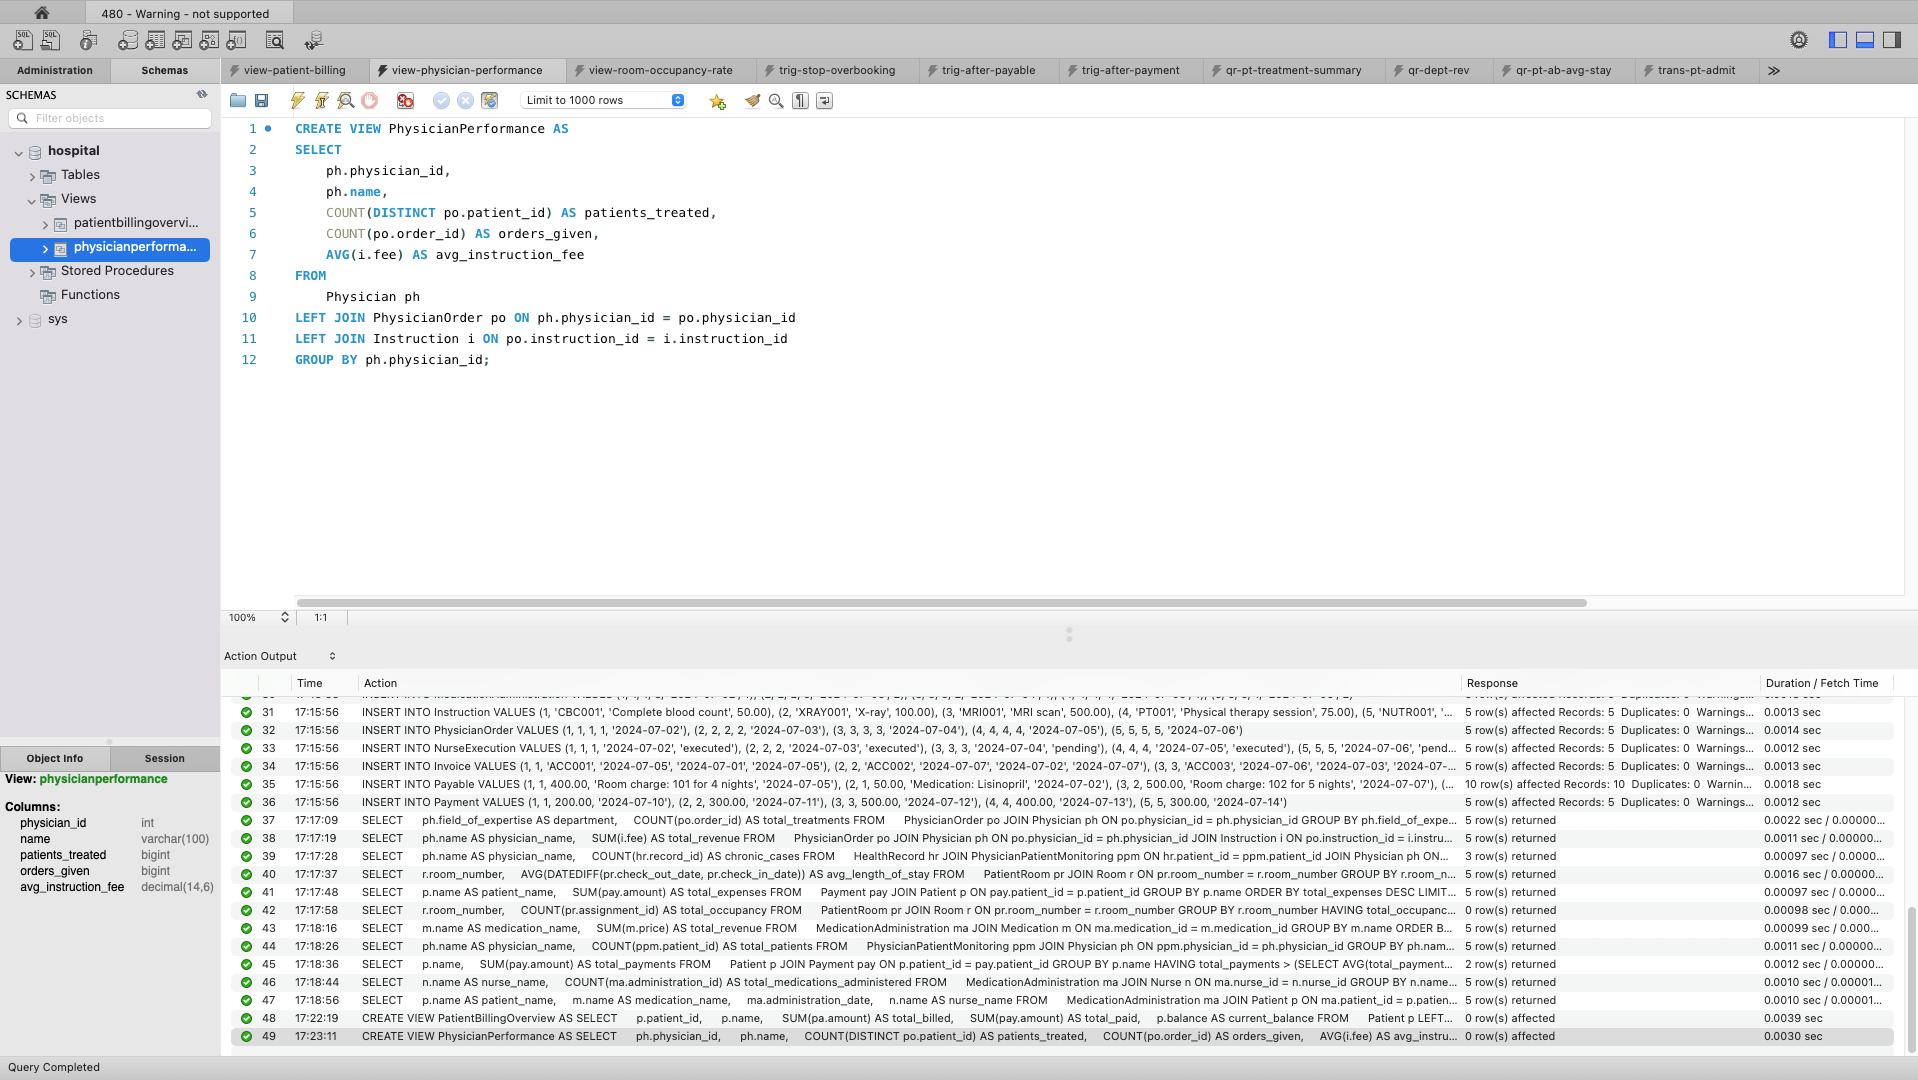 480 - Warning - not supported
Administration
Schemas
view-patient-billing
view-physician-performance
view-room-occupancy-rate
trig-stop-overbooking
trig-after-payable
trig-after-payment
qr-pt-treatment-summary
qr-dept-rev
qr-pt-ab-avg-stay
trans-pt-admit
SCHEMAS
Filter objects
hospital
Tables
Views
patientbillingovervi...
physicianperforma...
Stored Procedures
Functions
sys
Limit to 1000 rows
1 CREATE VIEW PhysicianPerformance AS
2 SELECT
3 ph.physician_id,
4 ph.name,
5 COUNT(DISTINCT po.patient_id) AS patients_treated,
6 COUNT(po.order_id) AS orders_given,
7 AVG(i.fee) AS avg_instruction_fee
8 FROM
9 Physician ph
10 LEFT JOIN PhysicianOrder po ON ph.physician_id = po.physician_id
11 LEFT JOIN Instruction i ON po.instruction_id = i.instruction_id
12 GROUP BY ph.physician_id;
100% 1:1
Action Output
Time Action Response Duration / Fetch Time
31 17:15:56 INSERT INTO Instruction VALUES (1, 'CBC001', 'Complete blood count', 50.00), (2, 'XRAY001', 'X-ray', 100.00), (3, 'MRI001', 'MRI scan', 500.00), (4, 'PT001', 'Physical therapy session', 75.00), (5, 'NUTR001', '... 5 row(s) affected Records: 5 Duplicates: 0 Warnings... 0.0013 sec
32 17:15:56 INSERT INTO PhysicianOrder VALUES (1, 1, 1, 1, '2024-07-02'), (2, 2, 2, 2, '2024-07-03'), (3, 3, 3, 3, '2024-07-04'), (4, 4, 4, 4, '2024-07-05'), (5, 5, 5, 5, '2024-07-06') 5 row(s) affected Records: 5 Duplicates: 0 Warnings... 0.0014 sec
33 17:15:56 INSERT INTO NurseExecution VALUES (1, 1, 1, '2024-07-02', 'executed'), (2, 2, 2, '2024-07-03', 'executed'), (3, 3, 3, '2024-07-04', 'pending'), (4, 4, 4, '2024-07-05', 'executed'), (5, 5, 5, '2024-07-06', 'pend... 5 row(s) affected Records: 5 Duplicates: 0 Warnings... 0.0012 sec
34 17:15:56 INSERT INTO Invoice VALUES (1, 1, 'ACC001', '2024-07-05', '2024-07-01', '2024-07-05'), (2, 2, 'ACC002', '2024-07-07', '2024-07-02', '2024-07-07'), (3, 3, 'ACC003', '2024-07-06', '2024-07-03', '2024-07-... 5 row(s) affected Records: 5 Duplicates: 0 Warnings... 0.0013 sec
35 17:15:56 INSERT INTO Payable VALUES (1, 1, 400.00, 'Room charge: 101 for 4 nights', '2024-07-05'), (2, 1, 50.00, 'Medication: Lisinopril', '2024-07-02'), (3, 2, 500.00, 'Room charge: 102 for 5 nights', '2024-07-07'), (... 10 row(s) affected Records: 10 Duplicates: 0 Warnin... 0.0018 sec
36 17:15:56 INSERT INTO Payment VALUES (1, 1, 200.00, '2024-07-10'), (2, 2, 300.00, '2024-07-11'), (3, 3, 500.00, '2024-07-12'), (4, 4, 400.00, '2024-07-13'), (5, 5, 300.00, '2024-07-14') 5 row(s) affected Records: 5 Duplicates: 0 Warnings... 0.0012 sec
37 17:17:09 SELECT ph.field_of_expertise AS department, COUNT(po.order_id) AS total_treatments FROM PhysicianOrder po JOIN Physician ph ON po.physician_id = ph.physician_id GROUP BY ph.field_of_expe... 5 row(s) returned 0.0022 sec / 0.00000...
38 17:17:19 SELECT ph.name AS physician_name, SUM(i.fee) AS total_revenue FROM PhysicianOrder po JOIN Physician ph ON po.physician_id = ph.physician_id JOIN Instruction i ON po.instruction_id = i.instru... 5 row(s) returned 0.0011 sec / 0.00000...
39 17:17:28 SELECT ph.name AS physician_name, COUNT(hr.record_id) AS chronic_cases FROM HealthRecord hr JOIN PhysicianPatientMonitoring ppm ON hr.patient_id = ppm.patient_id JOIN Physician ph ON... 3 row(s) returned 0.00097 sec / 0.0000...
40 17:17:37 SELECT r.room_number, AVG(DATEDIFF(pr.check_out_date, pr.check_in_date)) AS avg_length_of_stay FROM PatientRoom pr JOIN Room r ON pr.room_number = r.room_number GROUP BY r.room_n... 5 row(s) returned 0.0016 sec / 0.00000...
41 17:17:48 SELECT p.name AS patient_name, SUM(pay.amount) AS total_expenses FROM Payment pay JOIN Patient p ON pay.patient_id = p.patient_id GROUP BY p.name ORDER BY total_expenses DESC LIMIT... 5 row(s) returned 0.00097 sec / 0.0000...
42 17:17:58 SELECT r.room_number, COUNT(pr.assignment_id) AS total_occupancy FROM PatientRoom pr JOIN Room r ON pr.room_number = r.room_number GROUP BY r.room_number HAVING total_occupanc... 0 row(s) returned 0.00098 sec / 0.000...
43 17:18:16 SELECT m.name AS medication_name, SUM(m.price) AS total_revenue FROM MedicationAdministration ma JOIN Medication m ON ma.medication_id = m.medication_id GROUP BY m.name ORDER B... 5 row(s) returned 0.00099 sec / 0.000...
44 17:18:26 SELECT ph.name AS physician_name, COUNT(ppm.patient_id) AS total_patients FROM PhysicianPatientMonitoring ppm JOIN Physician ph ON ppm.physician_id = ph.physician_id GROUP BY ph.nam... 5 row(s) returned 0.0011 sec / 0.00000...
45 17:18:36 SELECT p.name, SUM(pay.amount) AS total_payments FROM Patient p JOIN Payment pay ON p.patient_id = pay.patient_id GROUP BY p.name HAVING total_payments > (SELECT AVG(total_payment... 2 row(s) returned 0.0012 sec / 0.00000...
46 17:18:44 SELECT n.name AS nurse_name, COUNT(ma.administration_id) AS total_medications_administered FROM MedicationAdministration ma JOIN Nurse n ON ma.nurse_id = n.nurse_id GROUP BY n.name... 5 row(s) returned 0.0010 sec / 0.00001...
47 17:18:56 SELECT p.name AS patient_name, m.name AS medication_name, ma.administration_date, n.name AS nurse_name FROM MedicationAdministration ma JOIN Patient p ON ma.patient_id = p.patien... 5 row(s) returned 0.0010 sec / 0.00001...
48 17:22:19 CREATE VIEW PatientBillingOverview AS SELECT p.patient_id, p.name, SUM(pa.amount) AS total_billed, SUM(pay.amount) AS total_paid, p.balance AS current_balance FROM Patient p LEFT... 0 row(s) affected 0.0039 sec
49 17:23:11 CREATE VIEW PhysicianPerformance AS SELECT ph.physician_id, ph.name, COUNT(DISTINCT po.patient_id) AS patients_treated, COUNT(po.order_id) AS orders_given, AVG(i.fee) AS avg_instru... 0 row(s) affected 0.0030 sec
Object Info
Session
View: physicianperformance
Columns:
physician_id int
name varchar(100)
patients_treated bigint
orders_given bigint
avg_instruction_fee decimal(14,6)
Query Completed